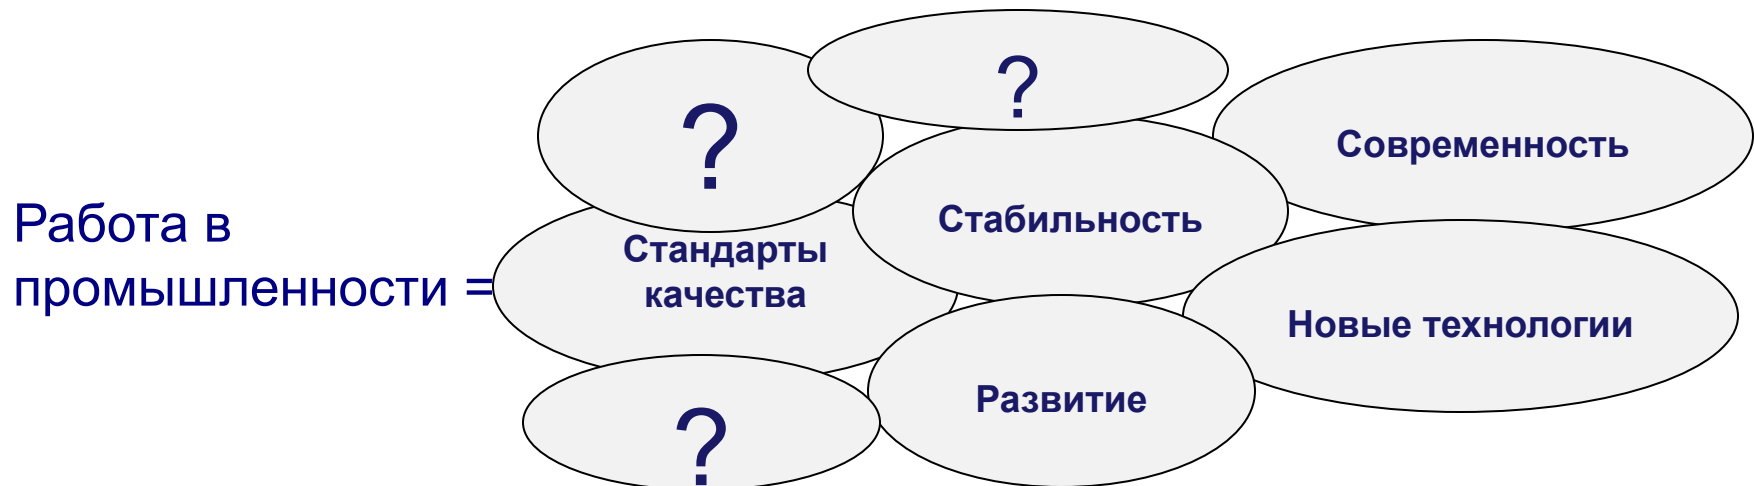 Работа в
промышленности =
?
?
Современность
Стабильность
Стандарты
качества
Новые технологии
Развитие
?